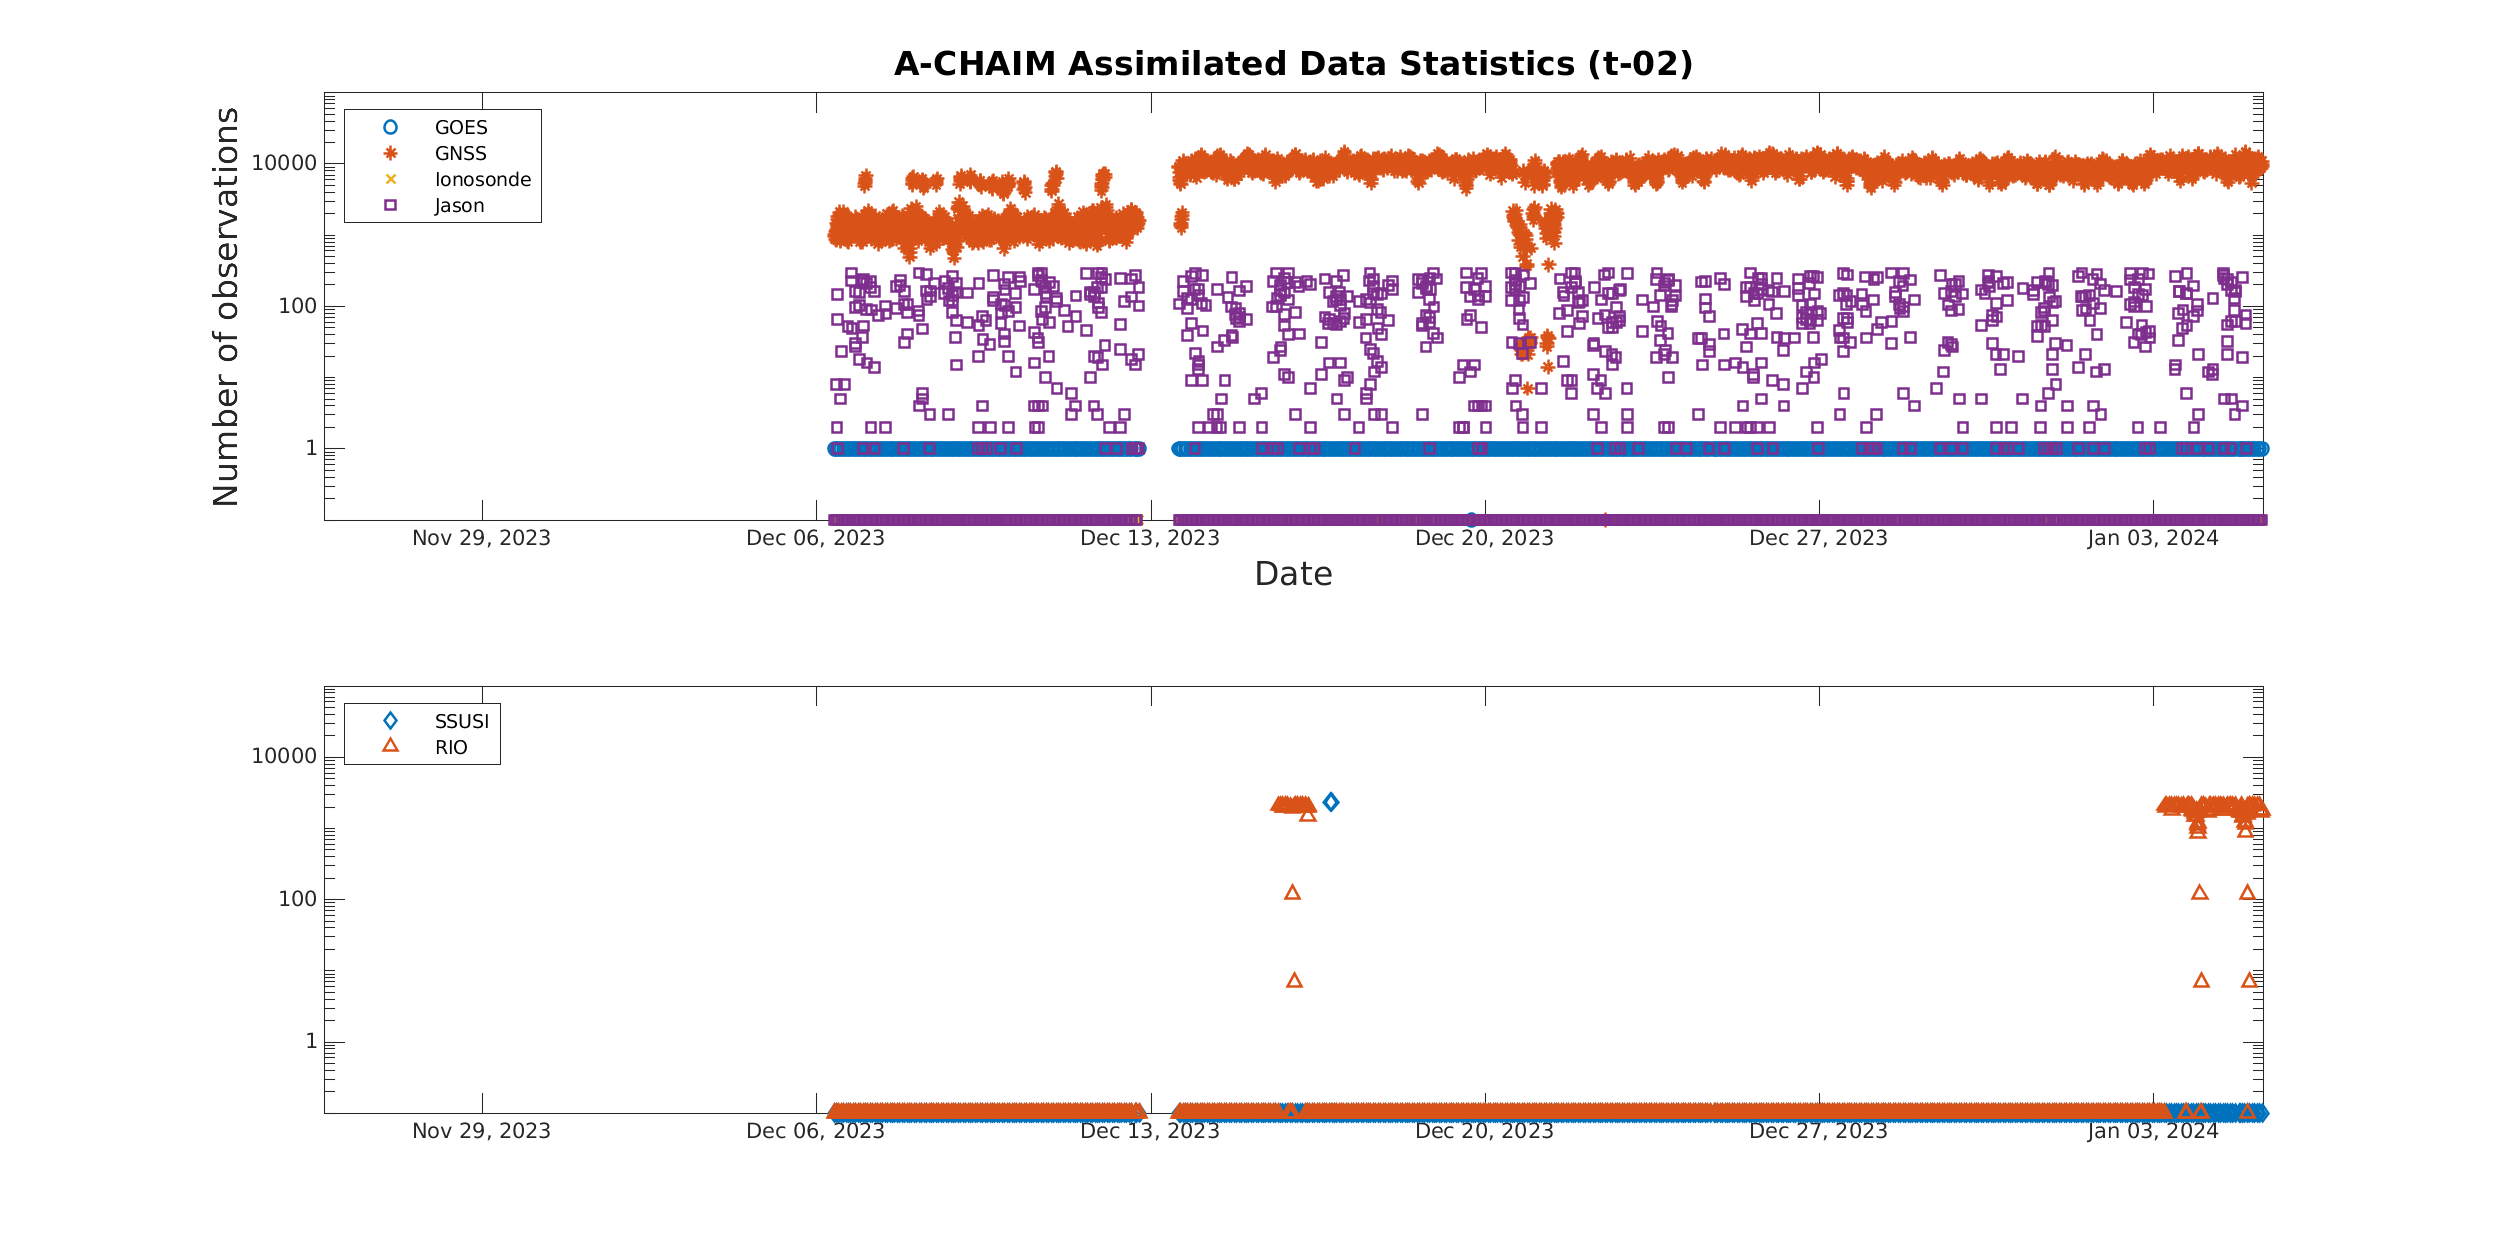 A-CHAIM Assimilated Data Statistics (t-02)
Number of observations
10000
100
1
GOES
GNSS
Ionosonde
Jason
Nov 29, 2023 Dec 06, 2023 Dec 13, 2023 Dec 20, 2023 Dec 27, 2023 Jan 03, 2024
Date
10000
100
1
SSUSI
RIO
Nov 29, 2023 Dec 06, 2023 Dec 13, 2023 Dec 20, 2023 Dec 27, 2023 Jan 03, 2024